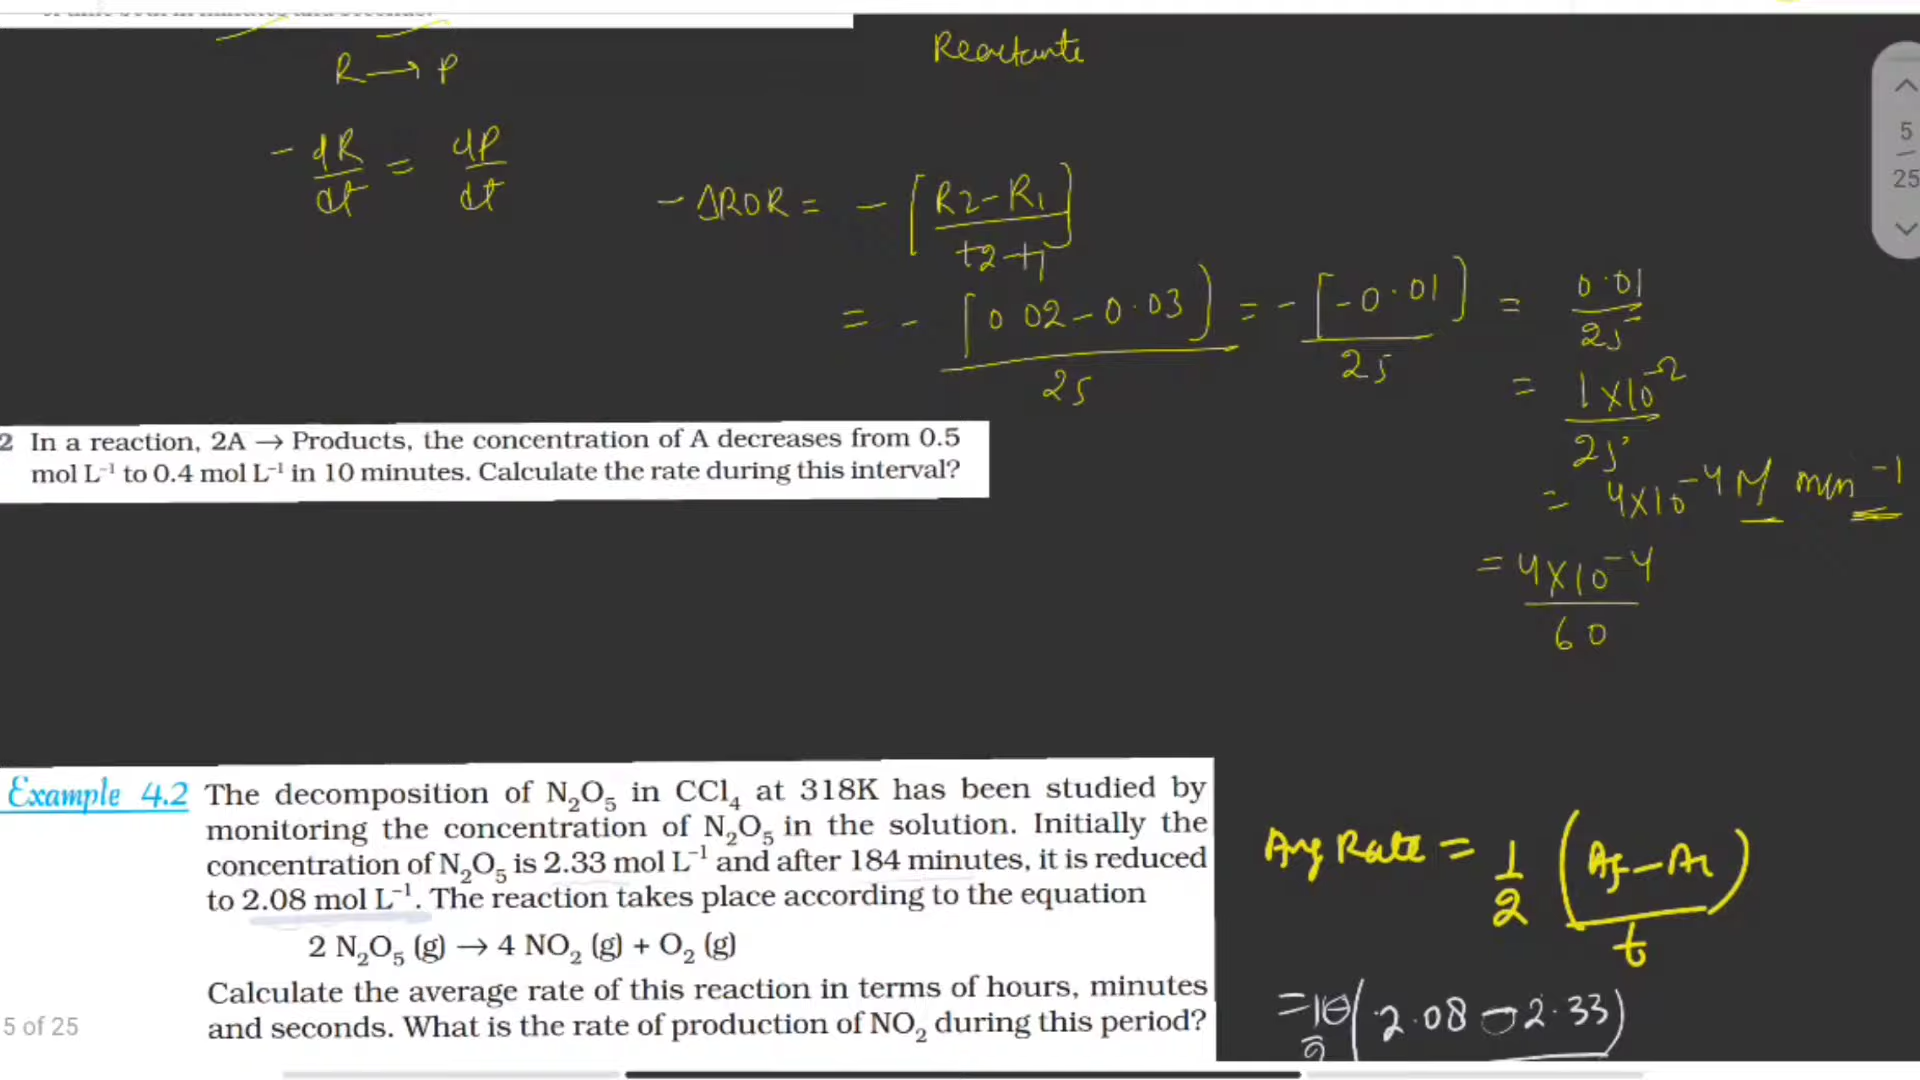 R → P
Reactants
- dR/dt = dP/dt
- ΔROR = - [R2-R1 / t2-t1]
= - [0.02-0.03] / 25 = - [-0.01] / 25 = 0.01 / 25
= 1×10⁻² / 25
= 4×10⁻⁴ M min⁻¹
= 4×10⁻⁴ / 60
2 In a reaction, 2A → Products, the concentration of A decreases from 0.5
mol L⁻¹ to 0.4 mol L⁻¹ in 10 minutes. Calculate the rate during this interval?
Example 4.2 The decomposition of N₂O₅ in CCl₄ at 318K has been studied by
monitoring the concentration of N₂O₅ in the solution. Initially the
concentration of N₂O₅ is 2.33 mol L⁻¹ and after 184 minutes, it is reduced
to 2.08 mol L⁻¹. The reaction takes place according to the equation
2 N₂O₅ (g) → 4 NO₂ (g) + O₂ (g)
Calculate the average rate of this reaction in terms of hours, minutes
and seconds. What is the rate of production of NO₂ during this period?
Avg Rate = 1/2 (Af-Ai / t)
(2.08 - 2.33)
5 of 25
5
25